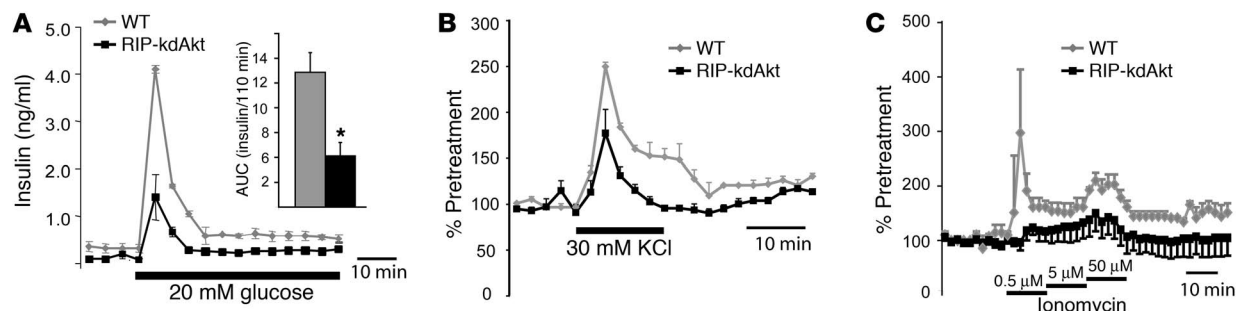 A
WT
RIP-kdAkt
Insulin (ng/ml)
5.0
4.0
3.0
2.0
1.0
AUC (insulin/110 min)
14
12
10
8
6
2
*
20 mM glucose
10 min
B
WT
RIP-kdAkt
% Pretreatment
300
250
200
150
100
50
0
30 mM KCl
10 min
C
WT
RIP-kdAkt
% Pretreatment
500
400
300
200
100
0
0.5 µM
5 µM
50 µM
Ionomycin
10 min